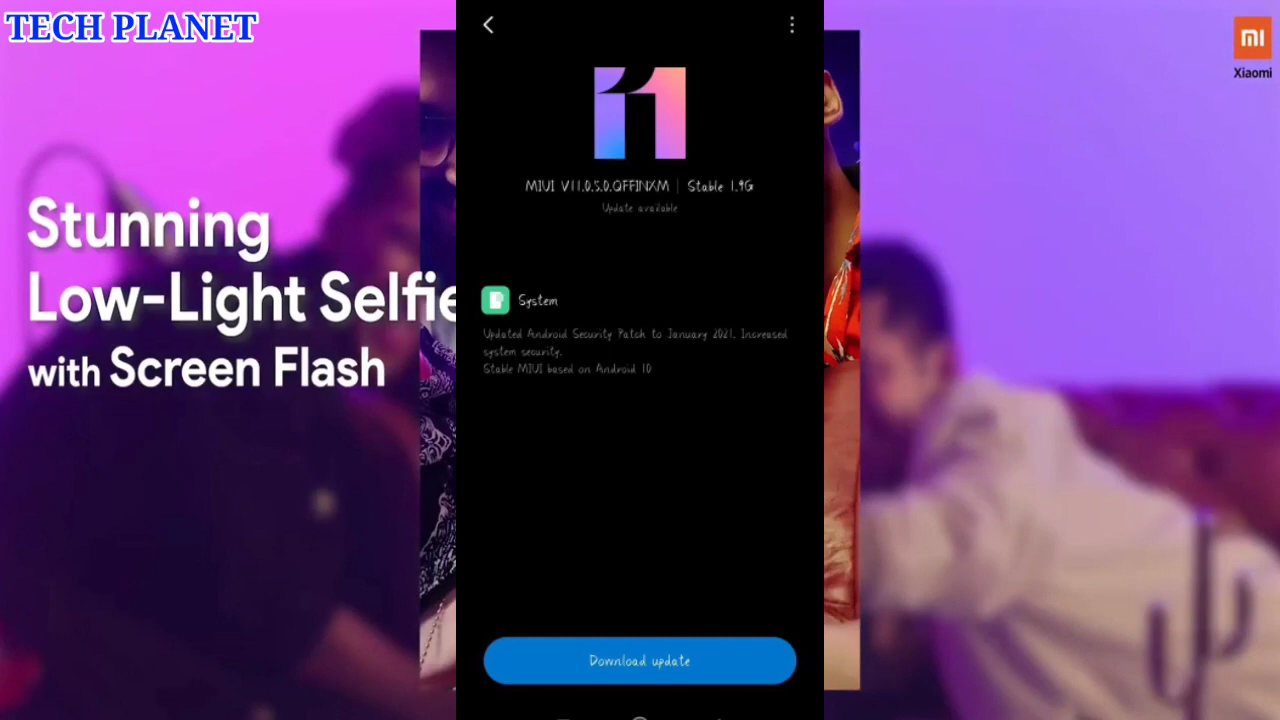 TECH PLANET
mi
Xiaomi
11
MIUI V11.0.5.0.QFFINXM | Stable 1.9G
Update available
Stunning
Low-Light Selfie
with Screen Flash
System
Updated Android Security Patch to January 2021. Increased
system security.
Stable MIUI based on Android 10
Download update